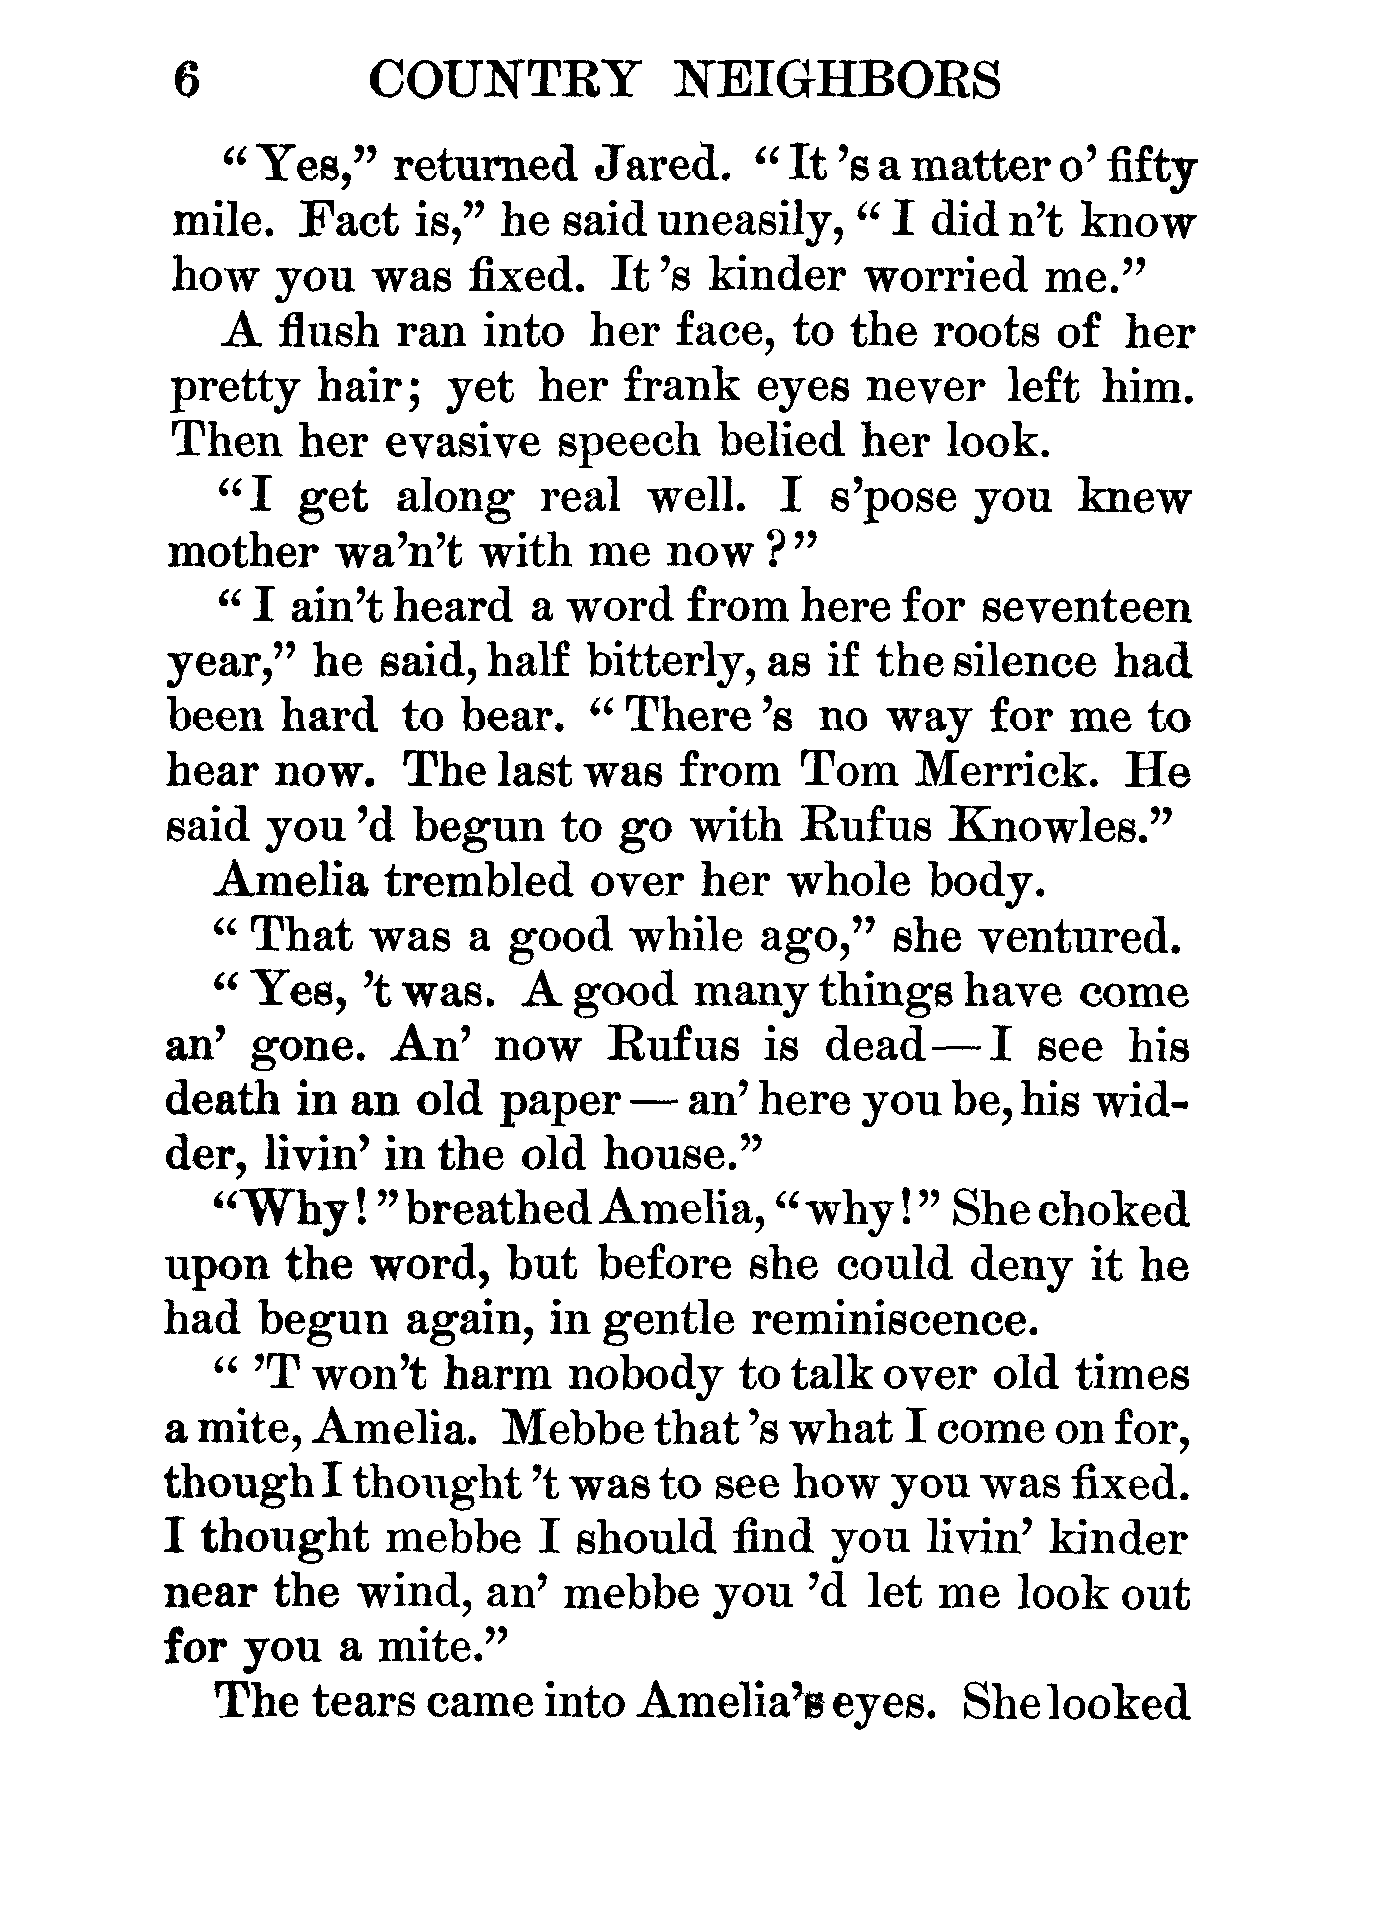 6 COUNTRY NEIGHBORS
“Yes,” returned Jared. “It 's a matter o' fifty
mile. Fact is,” he said uneasily, “I did n't know
how you was fixed. It 's kinder worried me.”
A flush ran into her face, to the roots of her
pretty hair; yet her frank eyes never left him.
Then her evasive speech belied her look.
“I get along real well. I s'pose you knew
mother wa'n't with me now?”
“I ain't heard a word from here for seventeen
year,” he said, half bitterly, as if the silence had
been hard to bear. “There 's no way for me to
hear now. The last was from Tom Merrick. He
said you 'd begun to go with Rufus Knowles.”
Amelia trembled over her whole body.
“That was a good while ago,” she ventured.
“Yes, 't was. A good many things have come
an' gone. An' now Rufus is dead—I see his
death in an old paper — an' here you be, his wid-
der, livin' in the old house.”
“Why!” breathed Amelia, “why!” She choked
upon the word, but before she could deny it he
had begun again, in gentle reminiscence.
“'T won't harm nobody to talk over old times
a mite, Amelia. Mebbe that 's what I come on for,
though I thought 't was to see how you was fixed.
I thought mebbe I should find you livin' kinder
near the wind, an' mebbe you 'd let me look out
for you a mite.”
The tears came into Amelia's eyes. She looked